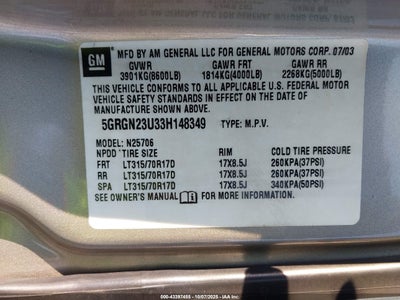 GM
MFD BY AM GENERAL LLC FOR GENERAL MOTORS CORP. 07/03
GVWR GAWR FRT GAWR RR
3901KG(8600LB) 1814KG(4000LB) 2268KG(5000LB)
THIS VEHICLE CONFORMS TO ALL APPLICABLE U.S. FEDERAL MOTOR
VEHICLE SAFETY STANDARDS IN EFFECT ON THE DATE OF
MANUFACTURE SHOWN ABOVE.
5GRGN23U33H148349 TYPE: M.P.V.
MODEL: N25706
NPDD TIRE SIZE RIM COLD TIRE PRESSURE
FRT LT315/70R17D 17X8.5J 260KPA(37PSI)
RR LT315/70R17D 17X8.5J 260KPA(37PSI)
SPA LT315/70R17D 17X8.5J 340KPA(50PSI)
SEE OWNER'S MANUAL FOR MORE INFORMATION.
000-43397455 - 10/07/2025 - IAA Inc.